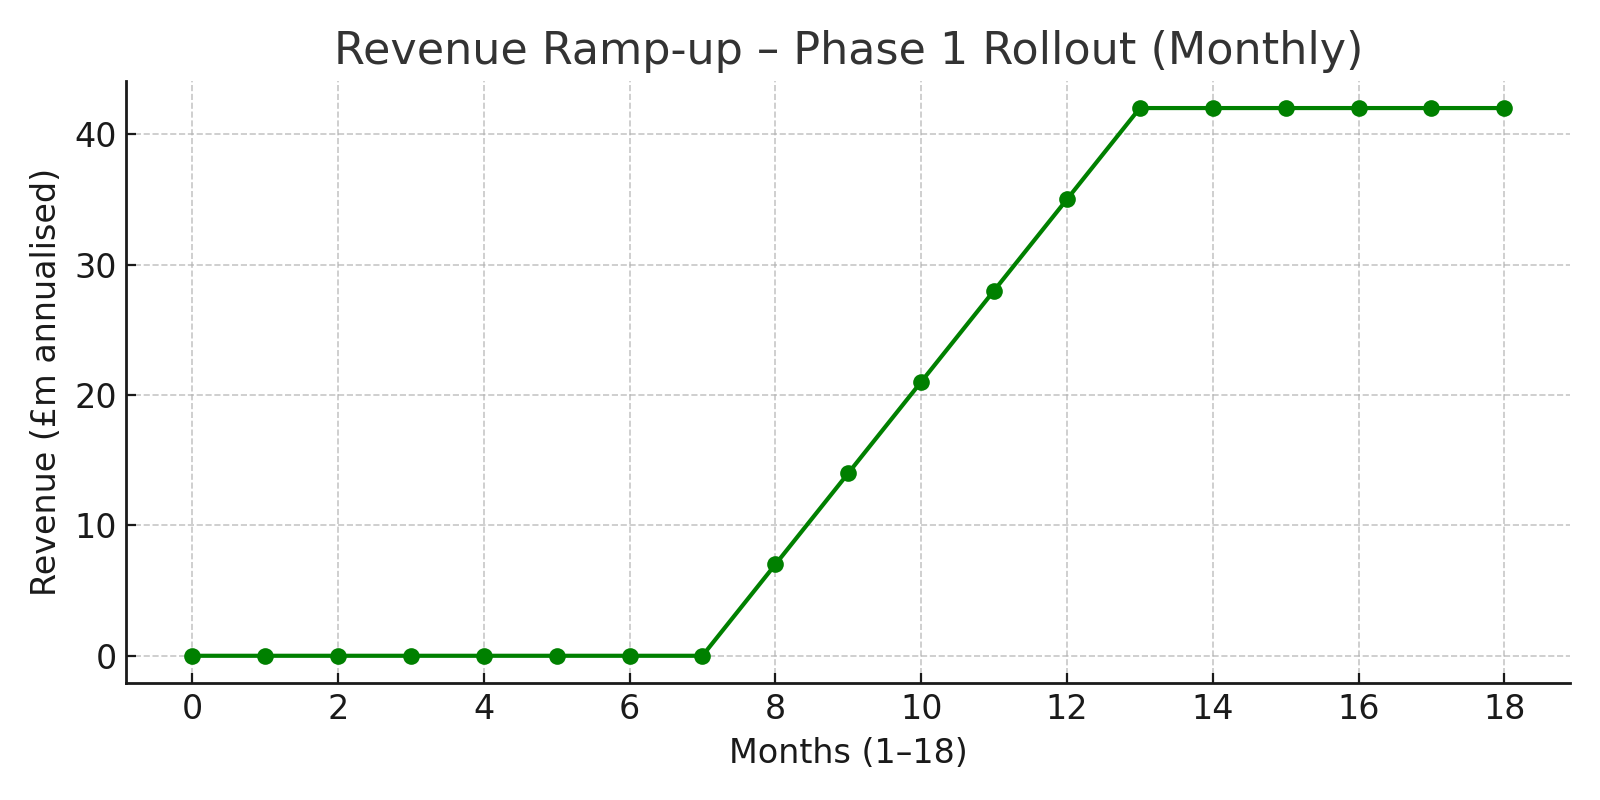 Revenue Ramp-up – Phase 1 Rollout (Monthly)
Revenue (£m annualised)
40
30
20
10
0
0 2 4 6 8 10 12 14 16 18
Months (1–18)